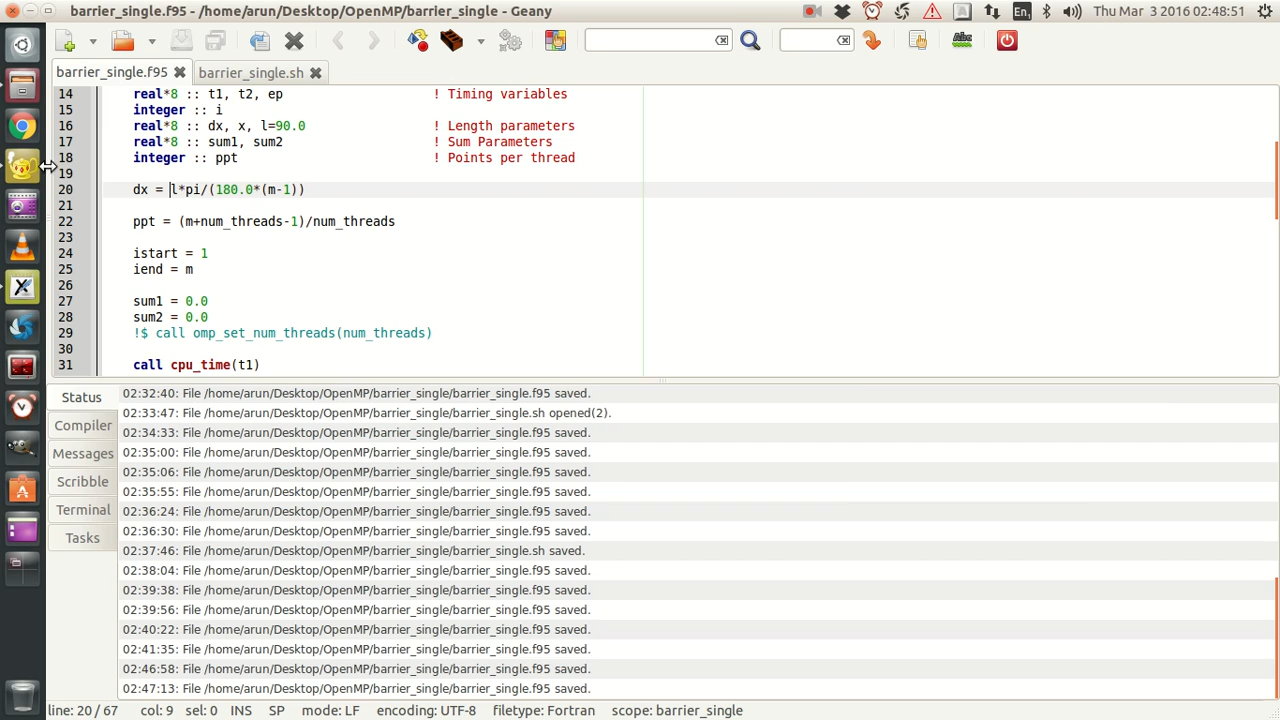 barrier_single.f95 - /home/arun/Desktop/OpenMP/barrier_single - Geany
En1
Thu Mar 3 2016 02:48:51
barrier_single.f95
barrier_single.sh
14 real*8 :: t1, t2, ep ! Timing variables
15 integer :: i
16 real*8 :: dx, x, l=90.0 ! Length parameters
17 real*8 :: sum1, sum2 ! Sum Parameters
18 integer :: ppt ! Points per thread
19
20 dx = l*pi/(180.0*(m-1))
21
22 ppt = (m+num_threads-1)/num_threads
23
24 istart = 1
25 iend = m
26
27 sum1 = 0.0
28 sum2 = 0.0
29 !$ call omp_set_num_threads(num_threads)
30
31 call cpu_time(t1)
Status
Compiler
Messages
Scribble
Terminal
Tasks
02:32:40: File /home/arun/Desktop/OpenMP/barrier_single/barrier_single.f95 saved.
02:33:47: File /home/arun/Desktop/OpenMP/barrier_single/barrier_single.sh opened(2).
02:34:33: File /home/arun/Desktop/OpenMP/barrier_single/barrier_single.f95 saved.
02:35:00: File /home/arun/Desktop/OpenMP/barrier_single/barrier_single.f95 saved.
02:35:06: File /home/arun/Desktop/OpenMP/barrier_single/barrier_single.f95 saved.
02:35:55: File /home/arun/Desktop/OpenMP/barrier_single/barrier_single.f95 saved.
02:36:24: File /home/arun/Desktop/OpenMP/barrier_single/barrier_single.f95 saved.
02:36:30: File /home/arun/Desktop/OpenMP/barrier_single/barrier_single.f95 saved.
02:37:46: File /home/arun/Desktop/OpenMP/barrier_single/barrier_single.sh saved.
02:38:04: File /home/arun/Desktop/OpenMP/barrier_single/barrier_single.f95 saved.
02:39:38: File /home/arun/Desktop/OpenMP/barrier_single/barrier_single.f95 saved.
02:39:56: File /home/arun/Desktop/OpenMP/barrier_single/barrier_single.f95 saved.
02:40:22: File /home/arun/Desktop/OpenMP/barrier_single/barrier_single.f95 saved.
02:41:35: File /home/arun/Desktop/OpenMP/barrier_single/barrier_single.f95 saved.
02:46:58: File /home/arun/Desktop/OpenMP/barrier_single/barrier_single.f95 saved.
02:47:13: File /home/arun/Desktop/OpenMP/barrier_single/barrier_single.f95 saved.
line: 20 / 67 col: 9 sel: 0 INS SP mode: LF encoding: UTF-8 filetype: Fortran scope: barrier_single